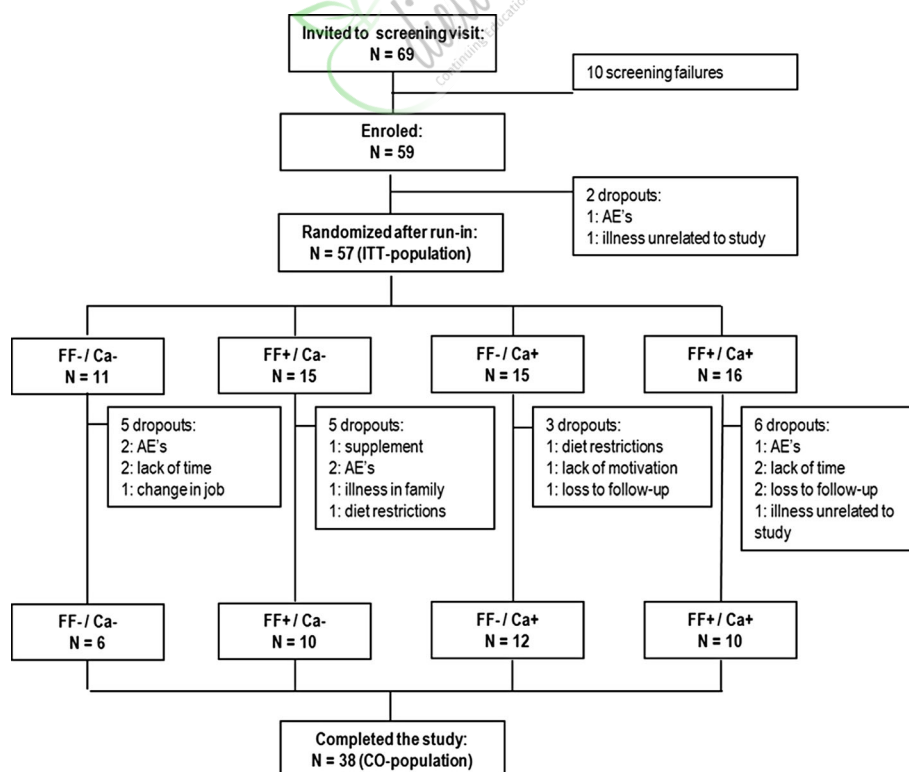 Continuing Education
Invited to screening visit:
N = 69
10 screening failures
Enroled:
N = 59
2 dropouts:
1: AE's
1: illness unrelated to study
Randomized after run-in:
N = 57 (ITT-population)
FF- / Ca-
N = 11
FF+ / Ca-
N = 15
FF- / Ca+
N = 15
FF+ / Ca+
N = 16
5 dropouts:
2: AE's
2: lack of time
1: change in job
5 dropouts:
1: supplement
2: AE's
1: illness in family
1: diet restrictions
3 dropouts:
1: diet restrictions
1: lack of motivation
1: loss to follow-up
6 dropouts:
1: AE's
2: lack of time
2: loss to follow-up
1: illness unrelated to
study
FF- / Ca-
N = 6
FF+ / Ca-
N = 10
FF- / Ca+
N = 12
FF+ / Ca+
N = 10
Completed the study:
N = 38 (CO-population)